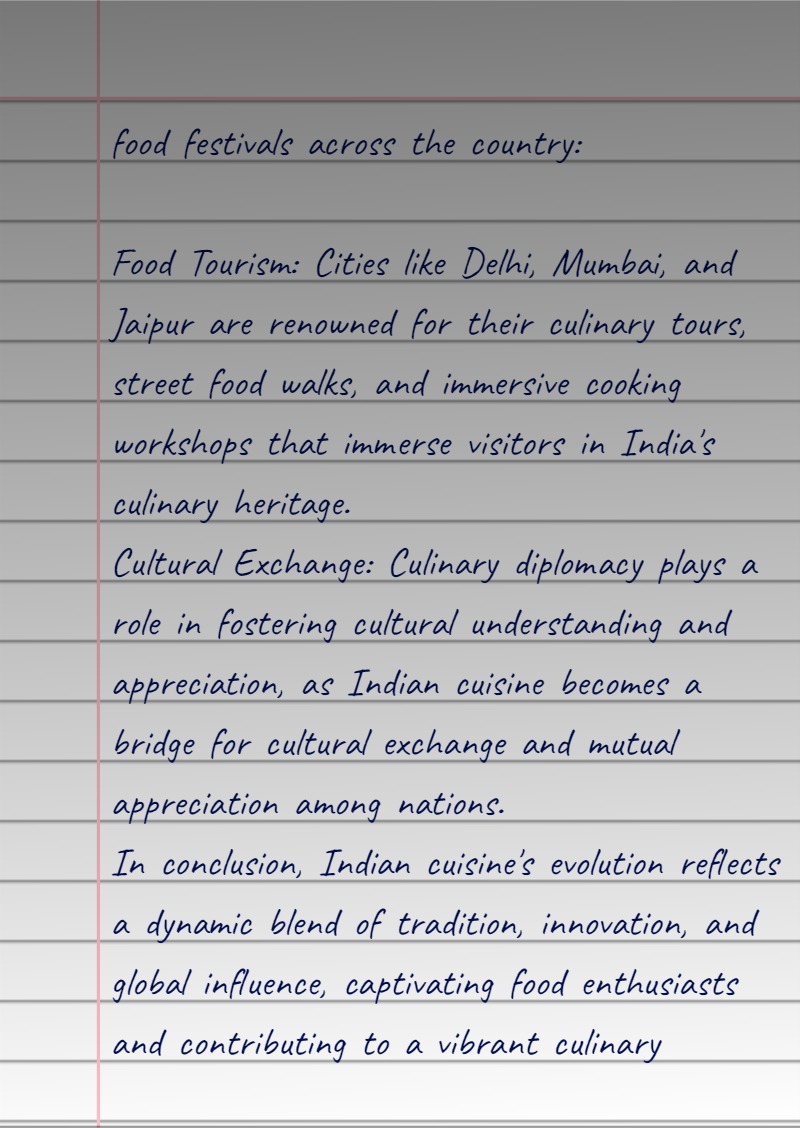 food festivals across the country:
Food Tourism: Cities like Delhi, Mumbai, and
Jaipur are renowned for their culinary tours,
street food walks, and immersive cooking
workshops that immerse visitors in India's
culinary heritage.
Cultural Exchange: Culinary diplomacy plays a
role in fostering cultural understanding and
appreciation, as Indian cuisine becomes a
bridge for cultural exchange and mutual
appreciation among nations.
In conclusion, Indian cuisine's evolution reflects
a dynamic blend of tradition, innovation, and
global influence, captivating food enthusiasts
and contributing to a vibrant culinary